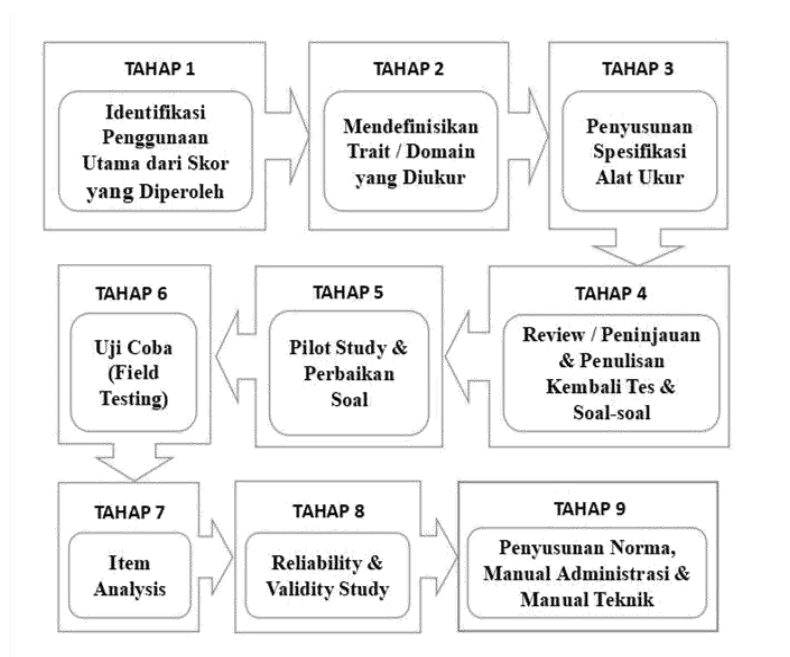 TAHAP 1
Identifikasi
Penggunaan
Utama dari Skor
yang Diperoleh
TAHAP 2
Mendefinisikan
Trait / Domain
yang Diukur
TAHAP 3
Penyusunan
Spesifikasi
Alat Ukur
TAHAP 4
Review / Peninjauan
& Penulisan
Kembali Tes &
Soal-soal
TAHAP 5
Pilot Study &
Perbaikan
Soal
TAHAP 6
Uji Coba
(Field
Testing)
TAHAP 7
Item
Analysis
TAHAP 8
Reliability &
Validity Study
TAHAP 9
Penyusunan Norma,
Manual Administrasi &
Manual Teknik